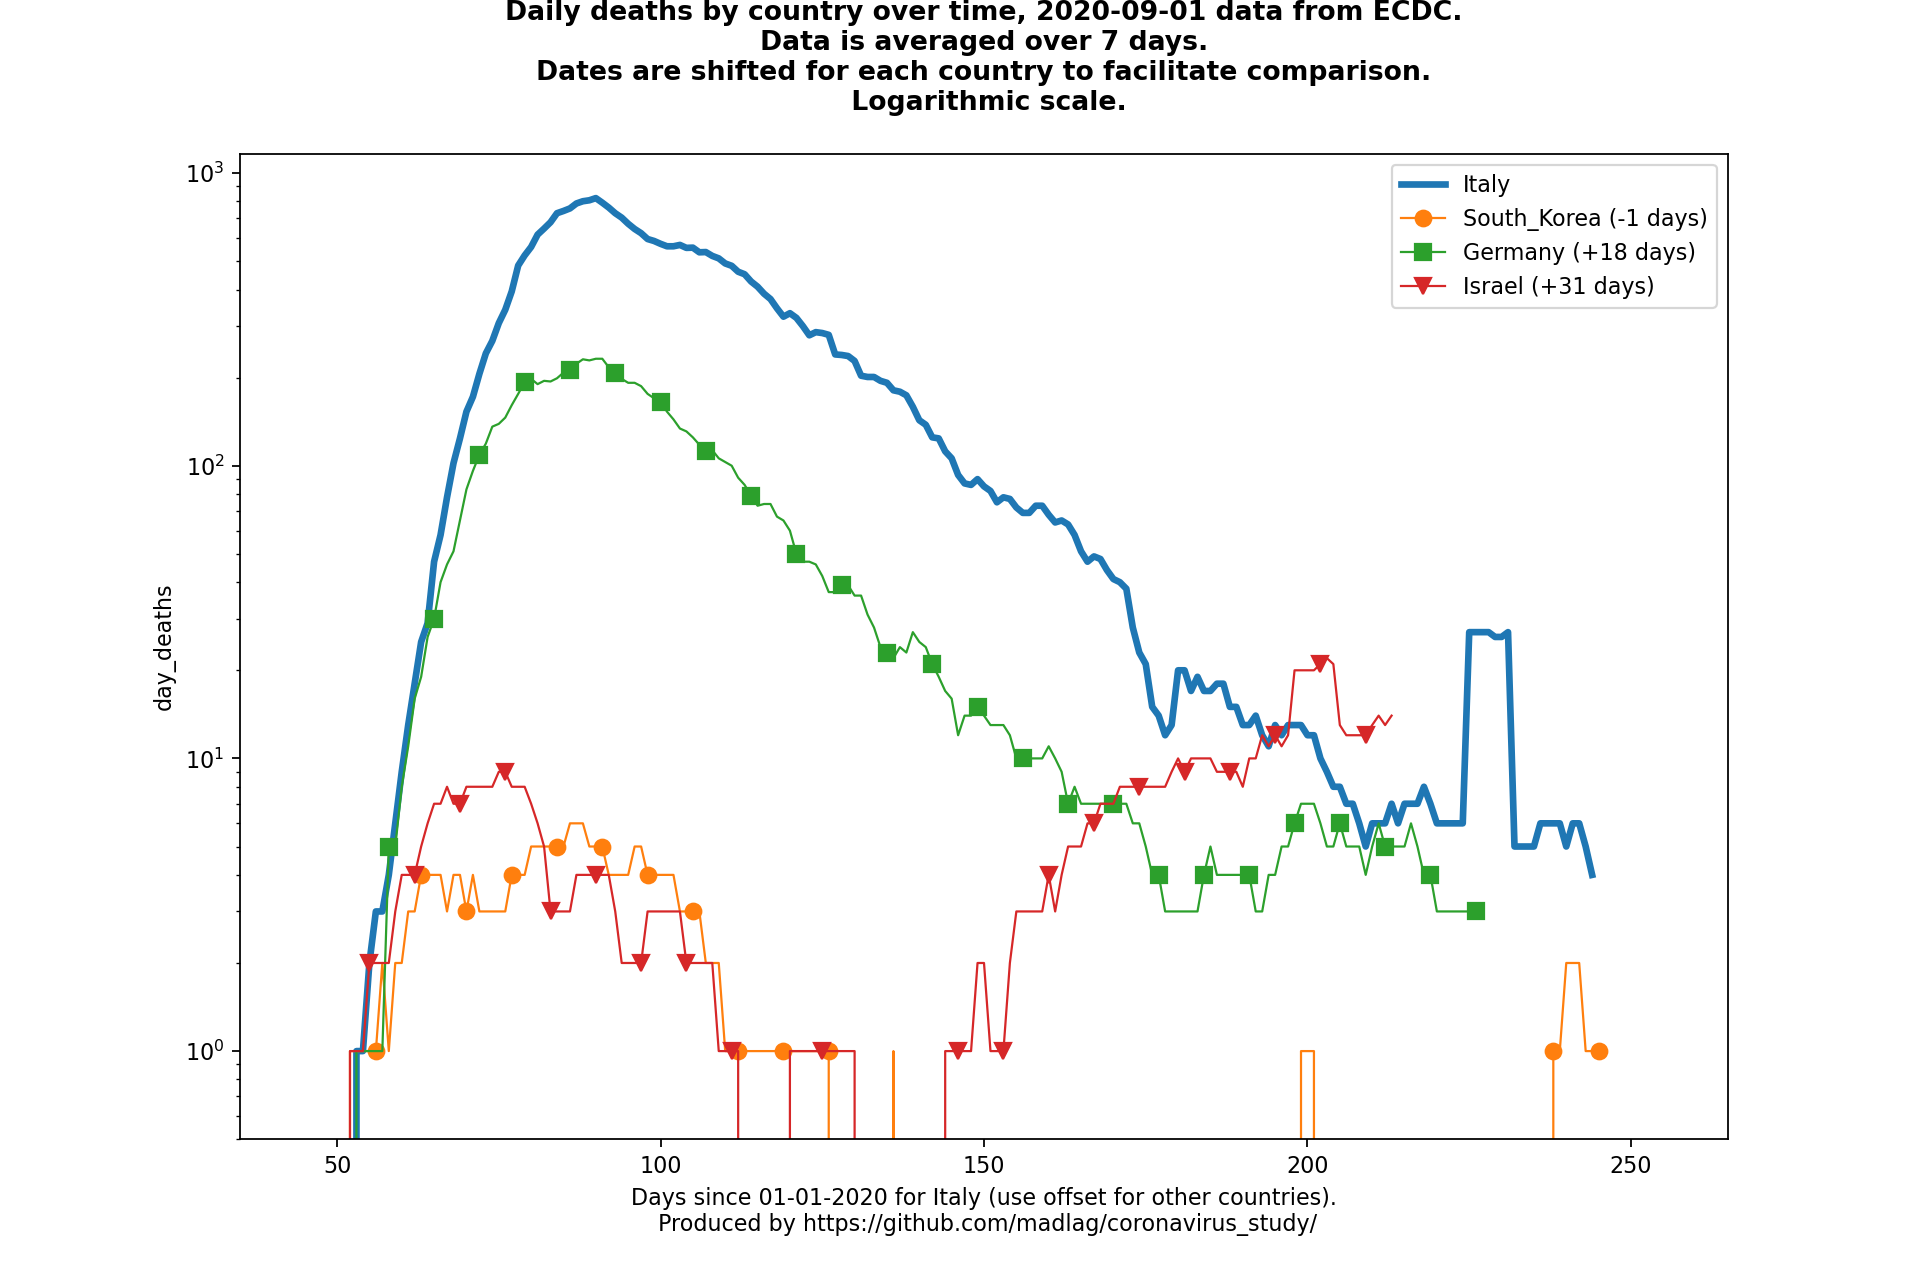 Daily deaths by country over time, 2020-09-01 data from ECDC.
Data is averaged over 7 days.
Dates are shifted for each country to facilitate comparison.
Logarithmic scale.
10³
10²
10¹
10⁰
day_deaths
Italy
South_Korea (-1 days)
Germany (+18 days)
Israel (+31 days)
50 100 150 200 250
Days since 01-01-2020 for Italy (use offset for other countries).
Produced by https://github.com/madlag/coronavirus_study/